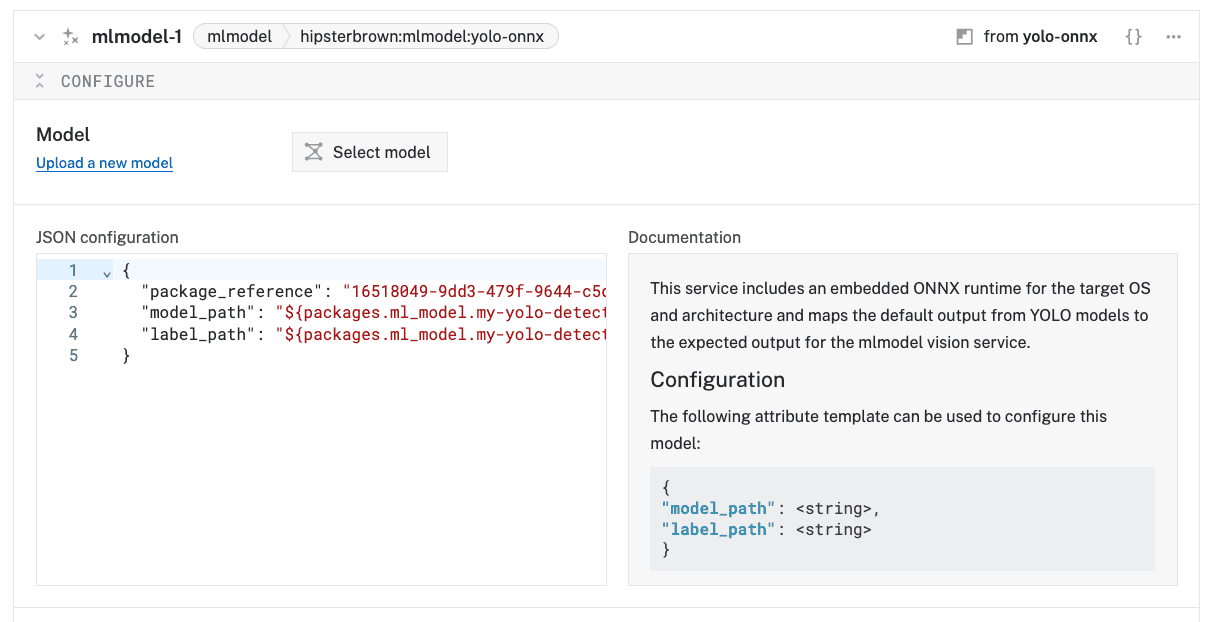 mlmodel-1 mlmodel hipsterbrown:mlmodel:yolo-onnx from yolo-onnx {} ...
CONFIGURE
Model
Upload a new model
Select model
JSON configuration
1 {
2 "package_reference": "16518049-9dd3-479f-9644-c5
3 "model_path": "${packages.ml_model.my-yolo-detect
4 "label_path": "${packages.ml_model.my-yolo-detect
5 }
Documentation
This service includes an embedded ONNX runtime for the target OS
and architecture and maps the default output from YOLO models to
the expected output for the mlmodel vision service.
Configuration
The following attribute template can be used to configure this
model:
{
"model_path": <string>,
"label_path": <string>
}